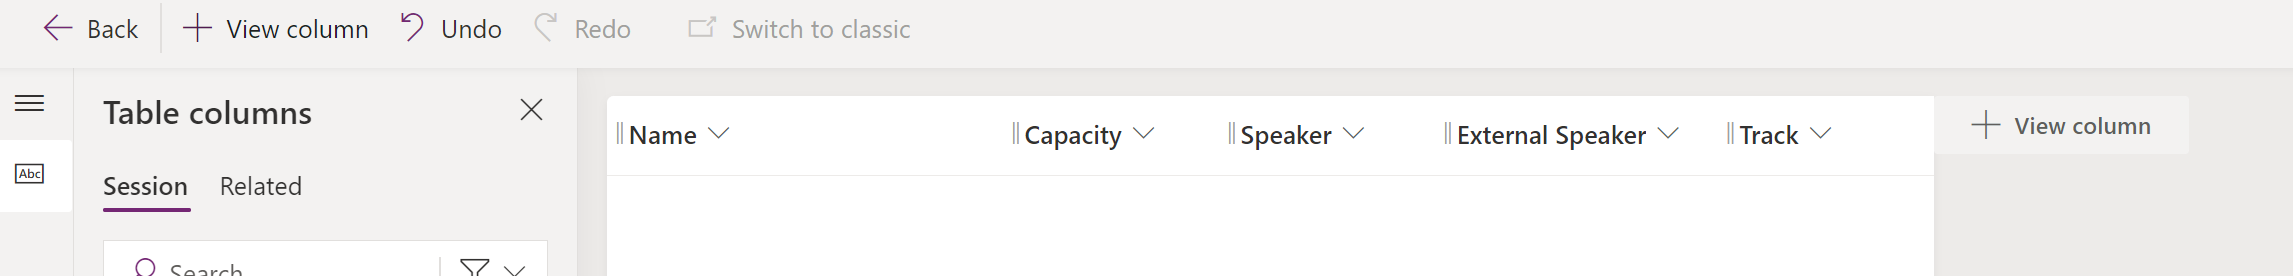 Back View column Undo Redo Switch to classic
Table columns
Abc
Session Related
Search
Name Capacity Speaker External Speaker Track View column